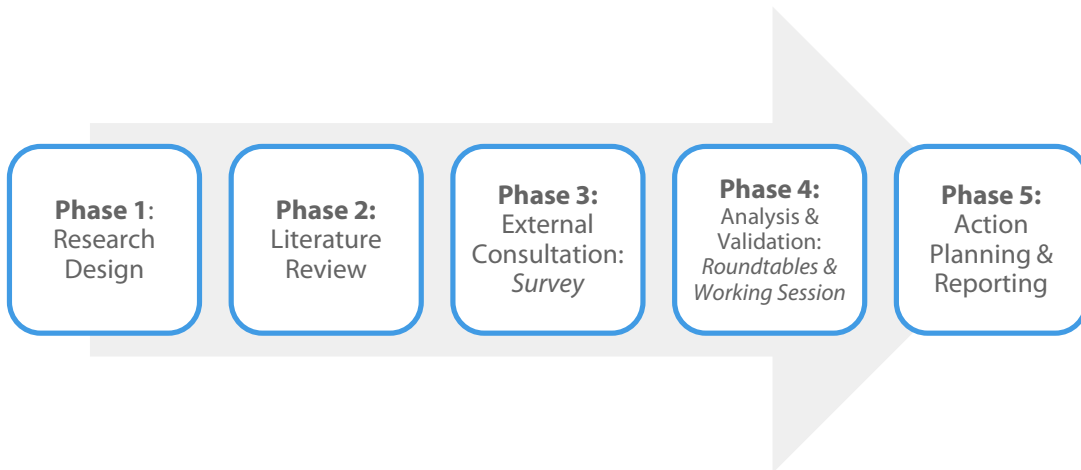 Phase 1:
Research
Design
Phase 2:
Literature
Review
Phase 3:
External
Consultation:
Survey
Phase 4:
Analysis &
Validation:
Roundtables &
Working Session
Phase 5:
Action
Planning &
Reporting